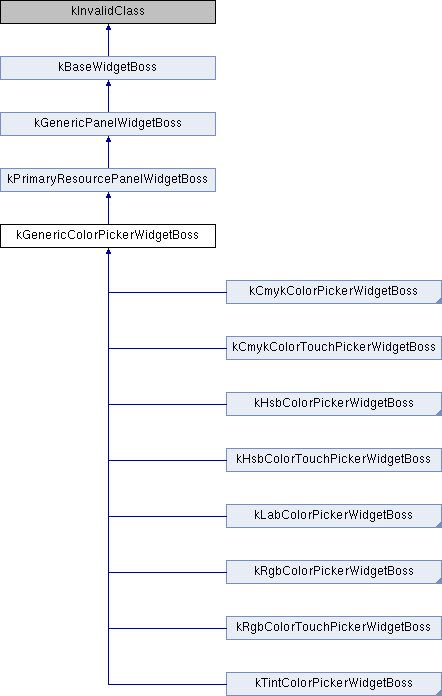 kInvalidClass
kBaseWidgetBoss
kGenericPanelWidgetBoss
kPrimaryResourcePanelWidgetBoss
kGenericColorPickerWidgetBoss
kCmykColorPickerWidgetBoss
kCmykColorTouchPickerWidgetBoss
kHsbColorPickerWidgetBoss
kHsbColorTouchPickerWidgetBoss
kLabColorPickerWidgetBoss
kRgbColorPickerWidgetBoss
kRgbColorTouchPickerWidgetBoss
kTintColorPickerWidgetBoss